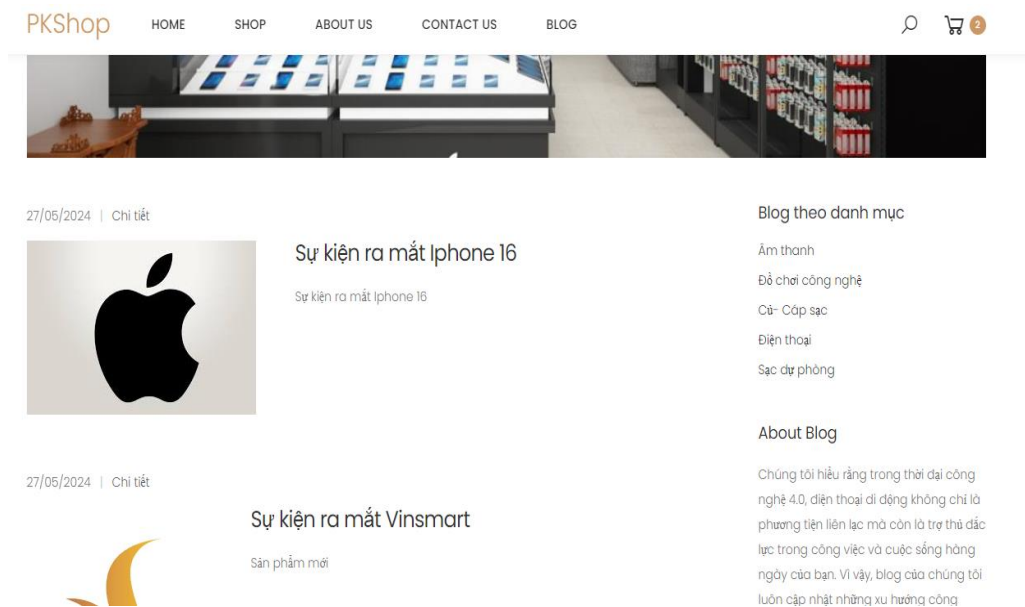 PKShop
HOME
SHOP
ABOUT US
CONTACT US
BLOG
2
27/05/2024 | Chi tiết
Sự kiện ra mắt Iphone 16
Sự kiện ra mắt Iphone 16
27/05/2024 | Chi tiết
Sự kiện ra mắt Vinsmart
Sản phẩm mới
Blog theo danh mục
Âm thanh
Đồ chơi công nghệ
Củ- Cáp sạc
Điện thoại
Sạc dự phòng
About Blog
Chúng tôi hiểu rằng trong thời đại công
nghệ 4.0, điện thoại di động không chỉ là
phương tiện liên lạc mà còn là trợ thủ đắc
lực trong công việc và cuộc sống hàng
ngày của bạn. Vì vậy, blog của chúng tôi
luôn cập nhật những xu hướng công